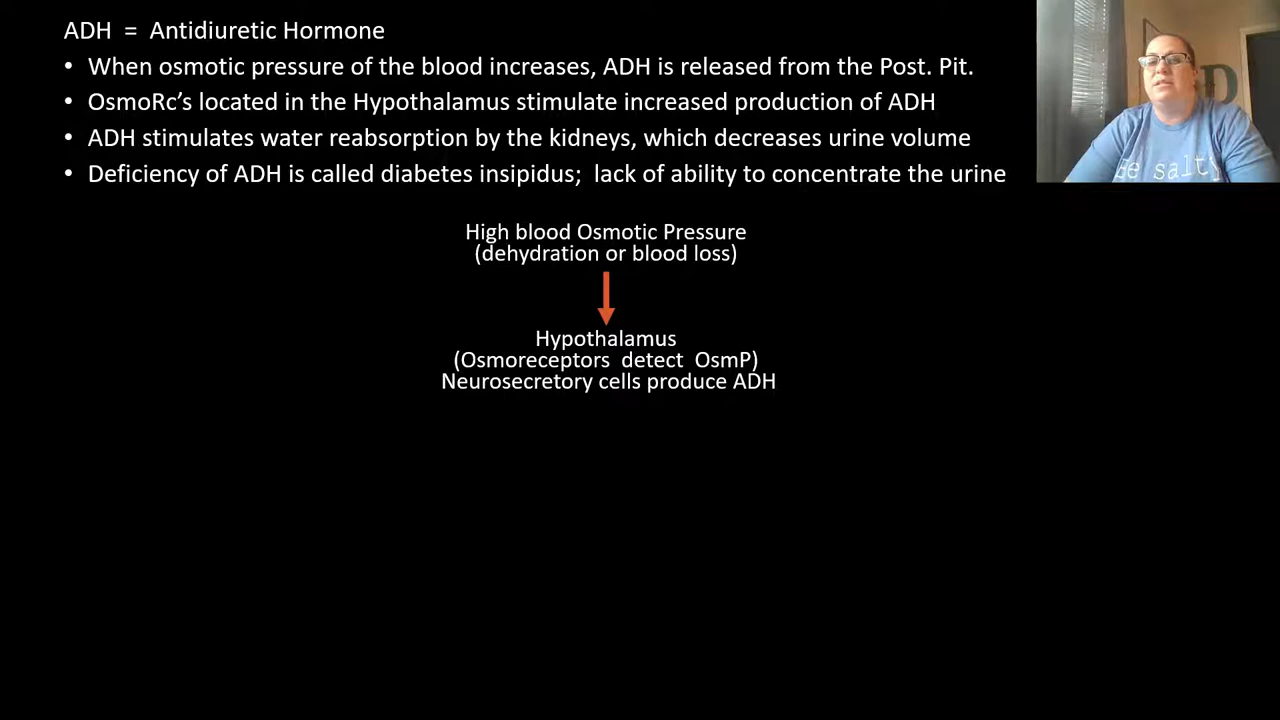 ADH = Antidiuretic Hormone
• When osmotic pressure of the blood increases, ADH is released from the Post. Pit.
• OsmoRc’s located in the Hypothalamus stimulate increased production of ADH
• ADH stimulates water reabsorption by the kidneys, which decreases urine volume
• Deficiency of ADH is called diabetes insipidus; lack of ability to concentrate the urine
salty
High blood Osmotic Pressure
(dehydration or blood loss)
Hypothalamus
(Osmoreceptors detect OsmP)
Neurosecretory cells produce ADH